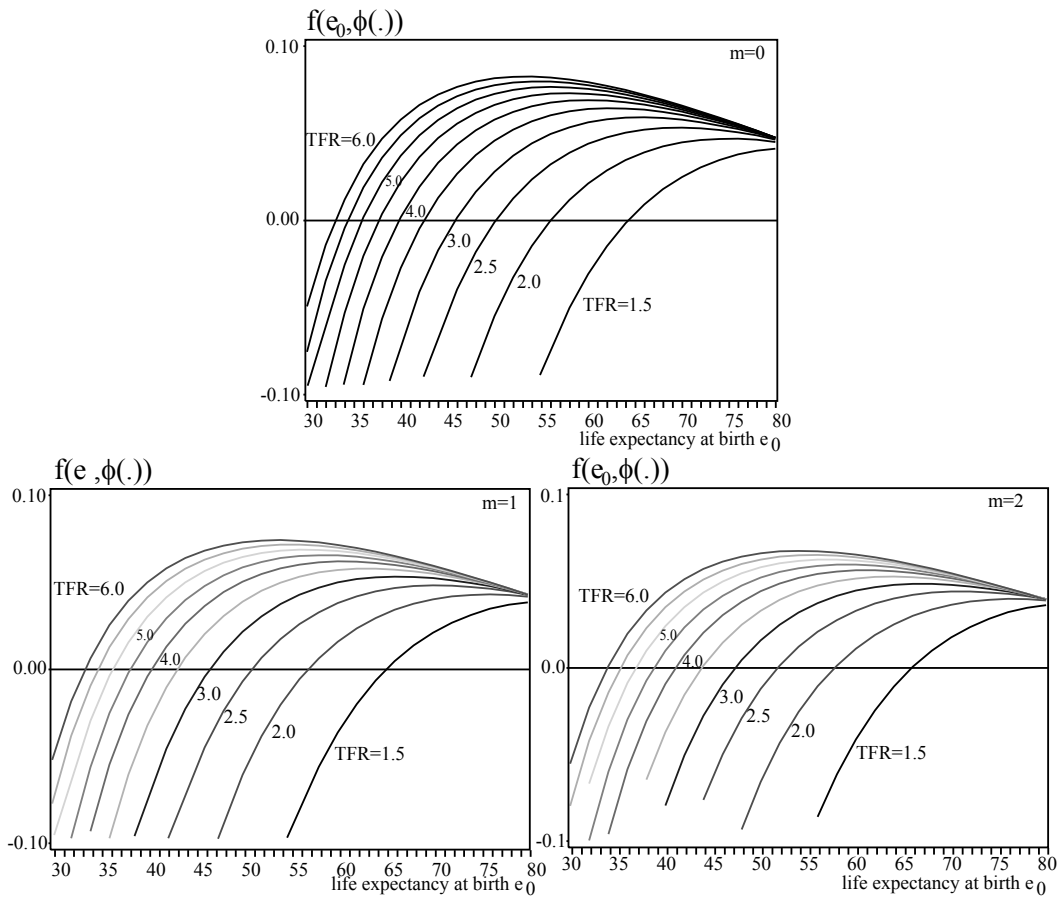 f(e0,ϕ(.))
0.10
m=0
TFR=6.0
5.0
4.0
0.00
3.0
2.5
2.0
TFR=1.5
-0.10
30 35 40 45 50 55 60 65 70 75 80
life expectancy at birth e0
f(e ,ϕ(.))
0.10
m=1
TFR=6.0
5.0
4.0
0.00
3.0
2.5
2.0
TFR=1.5
-0.10
30 35 40 45 50 55 60 65 70 75 80
life expectancy at birth e0
f(e0,ϕ(.))
0.10
m=2
TFR=6.0
5.0
4.0
0.00
3.0
2.5
2.0
TFR=1.5
-0.1
30 35 40 45 50 55 60 65 70 75 80
life expectancy at birth e0